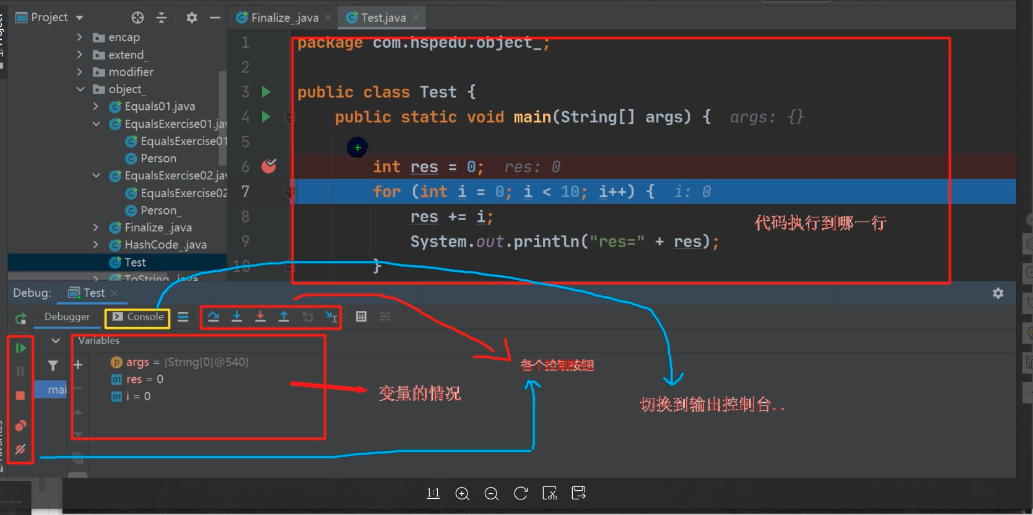 Project
Finalize_.java
Test.java
encap
extend_
modifier
object_
Equals01.java
EqualsExercise01.jav
EqualsExercise01
Person
EqualsExercise02.jav
EqualsExercise02
Person_
Finalize_.java
HashCode_.java
Test
ToString_.java
1 package com.hspedu.object_;
2
3 public class Test {
4 public static void main(String[] args) { args: {}
5
6 int res = 0; res: 0
7 for (int i = 0; i < 10; i++) { i: 0
8 res += i;
9 System.out.println("res=" + res);
10 }
代码执行到哪一行
Debug: Test
Debugger Console
Variables
args = {String[0]@540}
res = 0
i = 0
mai
变量的情况
各个控制按钮
切换到输出控制台..
1:1